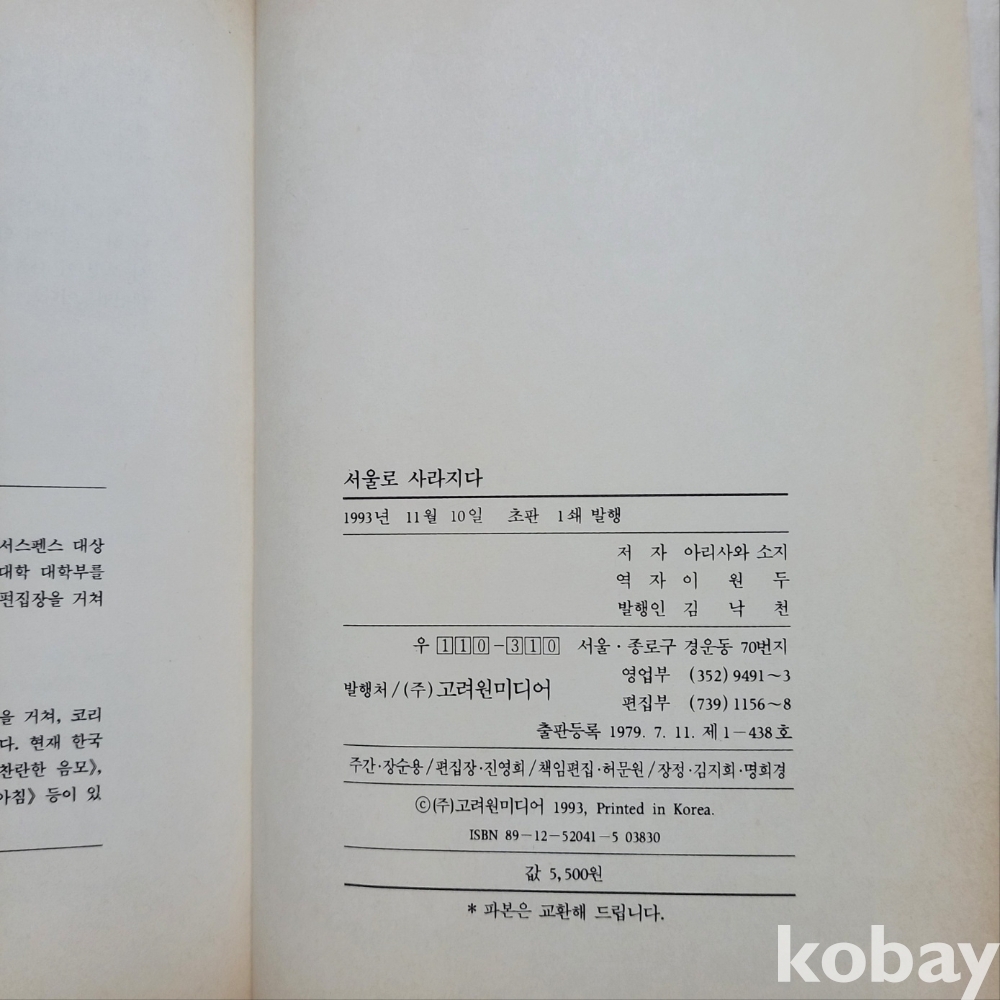 서스펜스 대상
대학 대학부를
편집장을 거쳐
을 거쳐, 코리
다. 현재 한국
찬란한 음모》,
아침》 등이 있
서울로 사라지다
1993년 11월 10일 초판 1쇄 발행
저 자 아리사와 소지
역 자 이 원 두
발행인 김 낙 천
우 110-310 서울·종로구 경운동 70번지
영업부 (352) 9491~3
발행처/(주)고려원미디어
편집부 (739) 1156~8
출판등록 1979. 7. 11. 제 1-438호
주간·장순용/편집장·진영회/책임편집·허문원/장정·김지회·명희경
ⓒ(주)고려원미디어 1993, Printed in Korea.
ISBN 89-12-52041-5 03830
값 5,500원
* 파본은 교환해 드립니다.
kobay